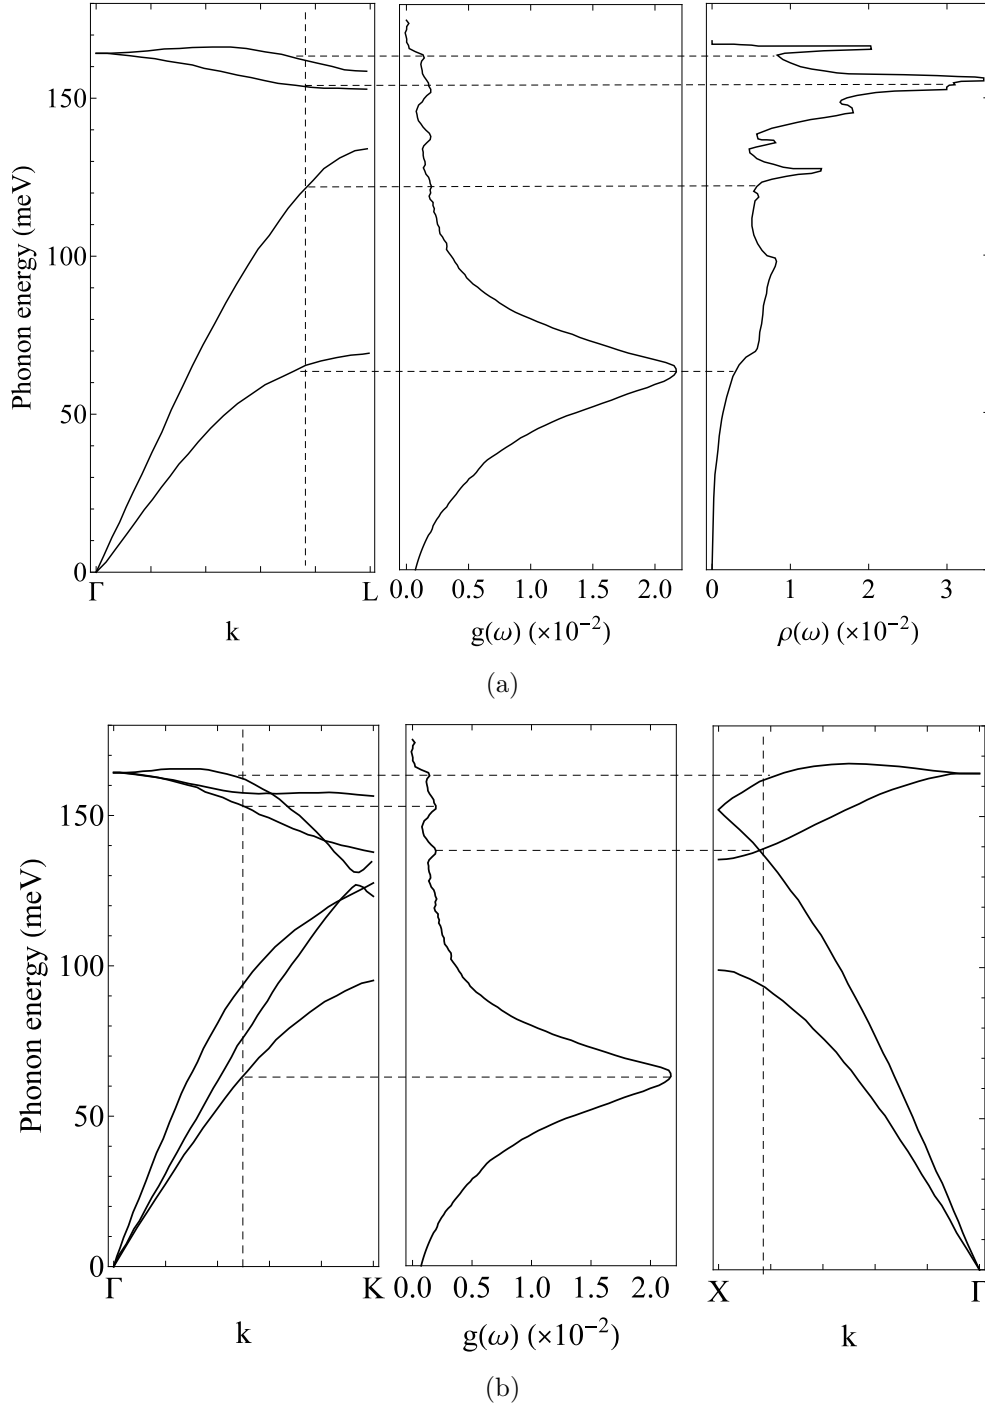 Phonon energy (meV)
150
100
50
0
Γ
L
k
0.0 0.5 1.0 1.5 2.0
g(ω) (×10⁻²)
0 1 2 3
ρ(ω) (×10⁻²)
(a)
Phonon energy (meV)
150
100
50
0
Γ
K
k
0.0 0.5 1.0 1.5 2.0
g(ω) (×10⁻²)
X
Γ
k
(b)